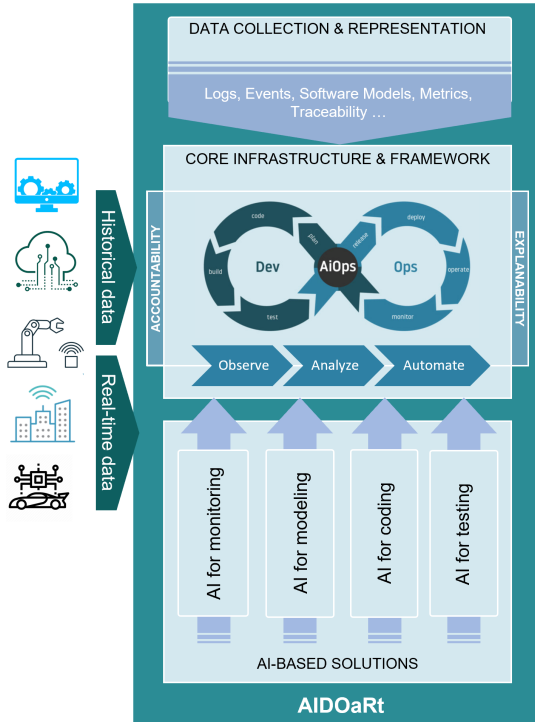 DATA COLLECTION & REPRESENTATION
Logs, Events, Software Models, Metrics,
Traceability ...
CORE INFRASTRUCTURE & FRAMEWORK
Historical data
Real-time data
ACCOUNTABILITY
EXPLANABILITY
code
build
test
plan
Dev
AiOps
release
deploy
operate
monitor
Ops
Observe
Analyze
Automate
AI for monitoring
AI for modeling
AI for coding
AI for testing
AI-BASED SOLUTIONS
AIDOaRt